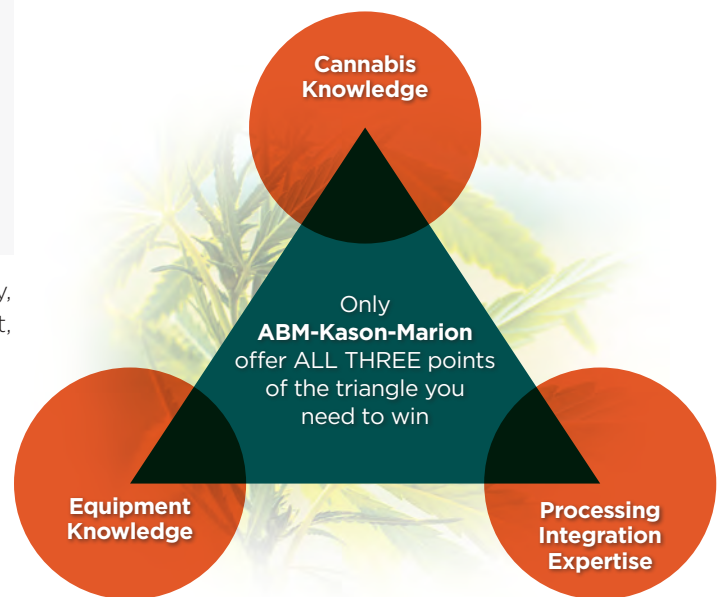 Cannabis
Knowledge
y,
t,
Only
ABM-Kason-Marion
offer ALL THREE points
of the triangle you
need to win
Equipment
Knowledge
Processing
Integration
Expertise